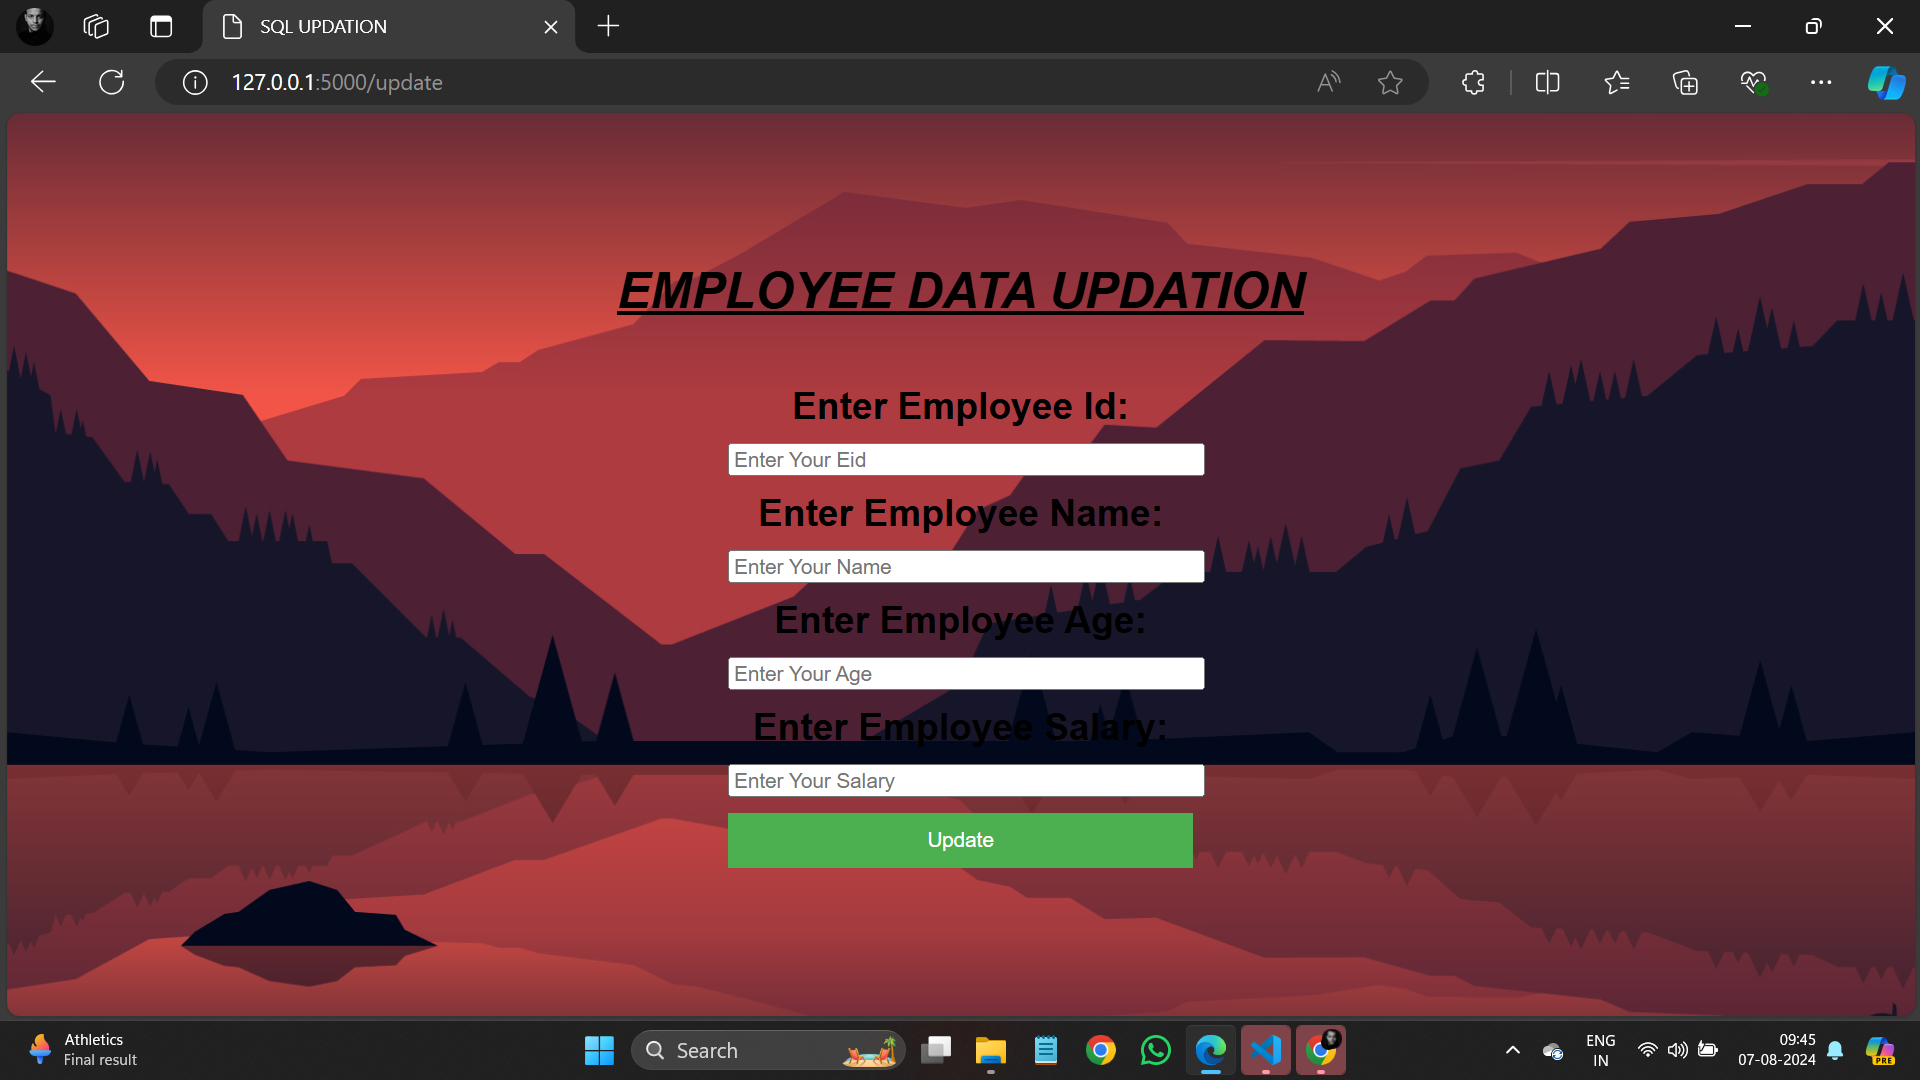 SQL UPDATION
127.0.0.1:5000/update
EMPLOYEE DATA UPDATION
Enter Employee Id:
Enter Your Eid
Enter Employee Name:
Enter Your Name
Enter Employee Age:
Enter Your Age
Enter Employee Salary:
Enter Your Salary
Update
Athletics
Final result
Search
ENG
IN
09:45
07-08-2024
PRE